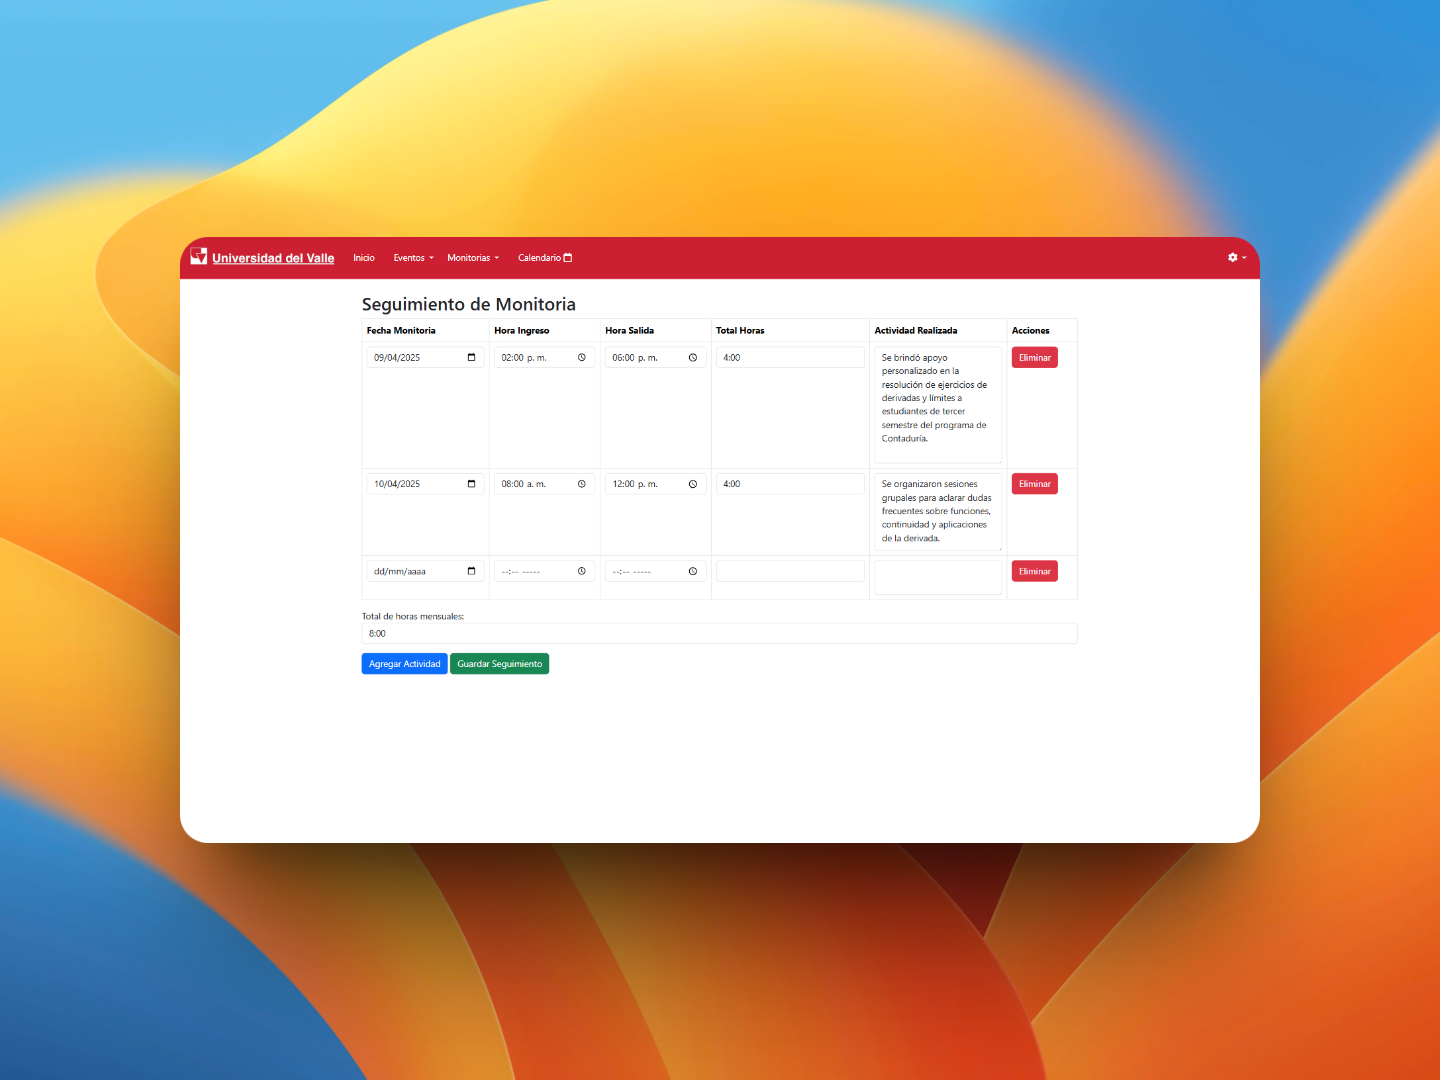 Universidad del Valle Inicio Eventos Monitorias Calendario
Seguimiento de Monitoria
Fecha Monitoria Hora Ingreso Hora Salida Total Horas Actividad Realizada Acciones
09/04/2025 02:00 p. m. 06:00 p. m. 4:00 Se brindó apoyo Eliminar
personalizado en la
resolución de ejercicios de
derivadas y límites a
estudiantes de tercer
semestre del programa de
Contaduría.
10/04/2025 08:00 a. m. 12:00 p. m. 4:00 Se organizaron sesiones Eliminar
grupales para aclarar dudas
frecuentes sobre funciones,
continuidad y aplicaciones
de la derivada.
dd/mm/aaaa --:-- ----- --:-- ----- Eliminar
Total de horas mensuales:
8:00
Agregar Actividad Guardar Seguimiento